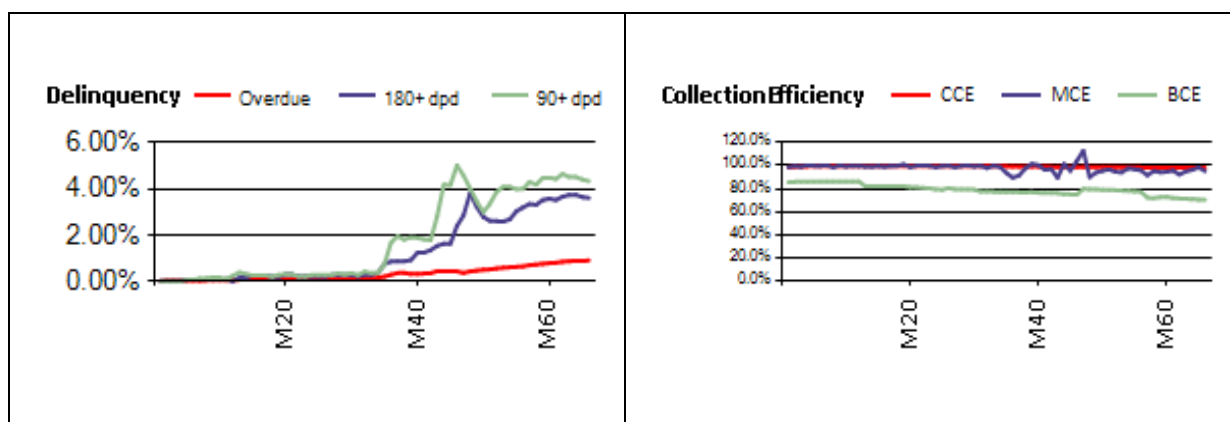 Delinquency Overdue 180+ dpd 90+ dpd
6.00%
4.00%
2.00%
0.00%
M20
M40
M60
Collection Efficiency CCE MCE BCE
120.0%
100.0%
80.0%
60.0%
40.0%
20.0%
0.0%
M20
M40
M60